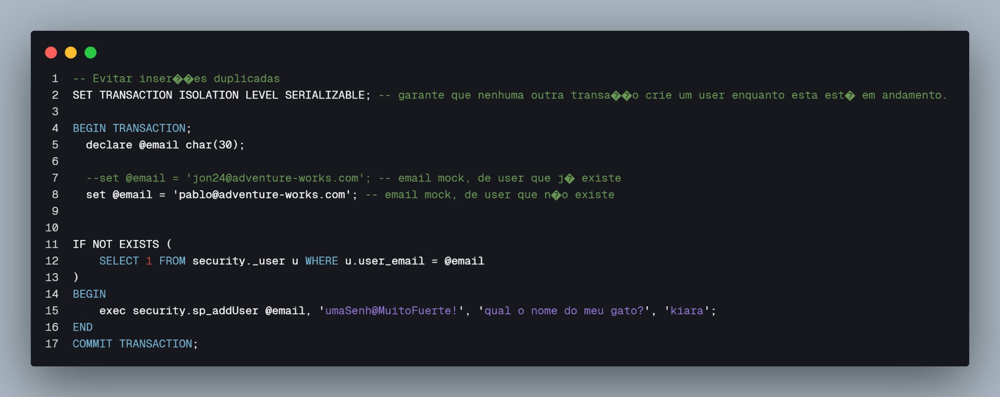 1 -- Evitar inser��es duplicadas
2 SET TRANSACTION ISOLATION LEVEL SERIALIZABLE; -- garante que nenhuma outra transa��o crie um user enquanto esta est� em andamento.
3
4 BEGIN TRANSACTION;
5   declare @email char(30);
6
7   --set @email = 'jon24@adventure-works.com'; -- email mock, de user que j� existe
8   set @email = 'pablo@adventure-works.com'; -- email mock, de user que n�o existe
9
10
11 IF NOT EXISTS (
12     SELECT 1 FROM security._user u WHERE u.user_email = @email
13 )
14 BEGIN
15     exec security.sp_addUser @email, 'umaSenh@MuitoFuerte!', 'qual o nome do meu gato?', 'kiara';
16 END
17 COMMIT TRANSACTION;